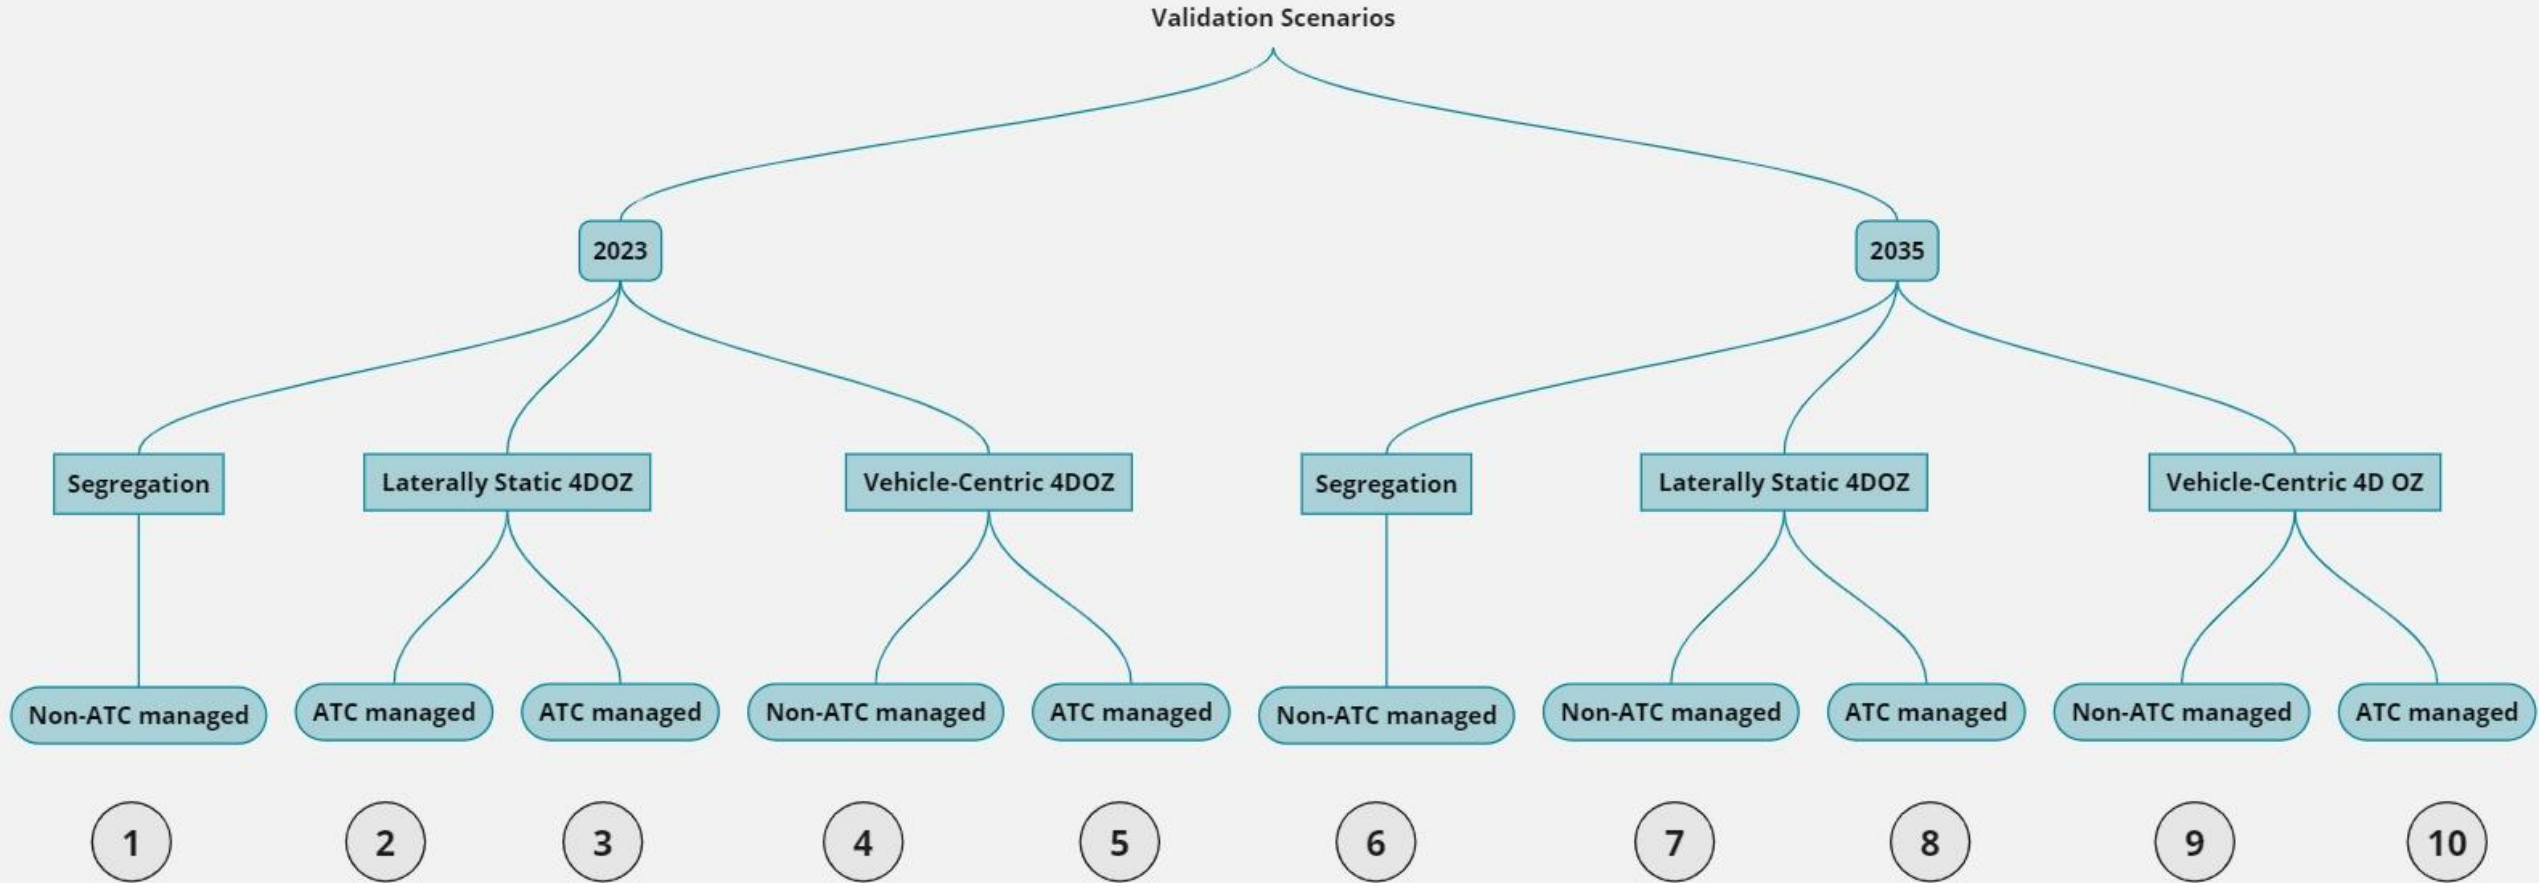 Validation Scenarios
2023
2035
Segregation
Laterally Static 4DOZ
Vehicle-Centric 4DOZ
Segregation
Laterally Static 4DOZ
Vehicle-Centric 4D OZ
Non-ATC managed
ATC managed
ATC managed
Non-ATC managed
ATC managed
Non-ATC managed
Non-ATC managed
ATC managed
Non-ATC managed
ATC managed
1
2
3
4
5
6
7
8
9
10